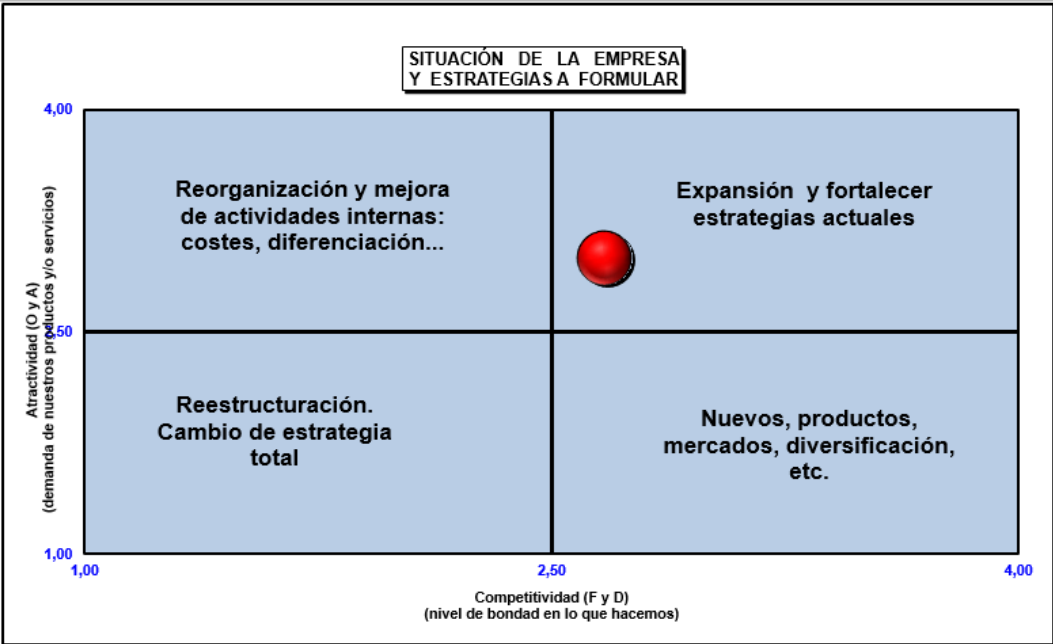 SITUACIÓN DE LA EMPRESA
Y ESTRATEGIAS A FORMULAR
4,00
Reorganización y mejora
de actividades internas:
costes, diferenciación...
Expansión y fortalecer
estrategias actuales
Atractividad (O y A)
(demanda de nuestros productos y/o servicios)
2,50
Reestructuración.
Cambio de estrategia
total
Nuevos, productos,
mercados, diversificación,
etc.
1,00
1,00
2,50
4,00
Competitividad (F y D)
(nivel de bondad en lo que hacemos)